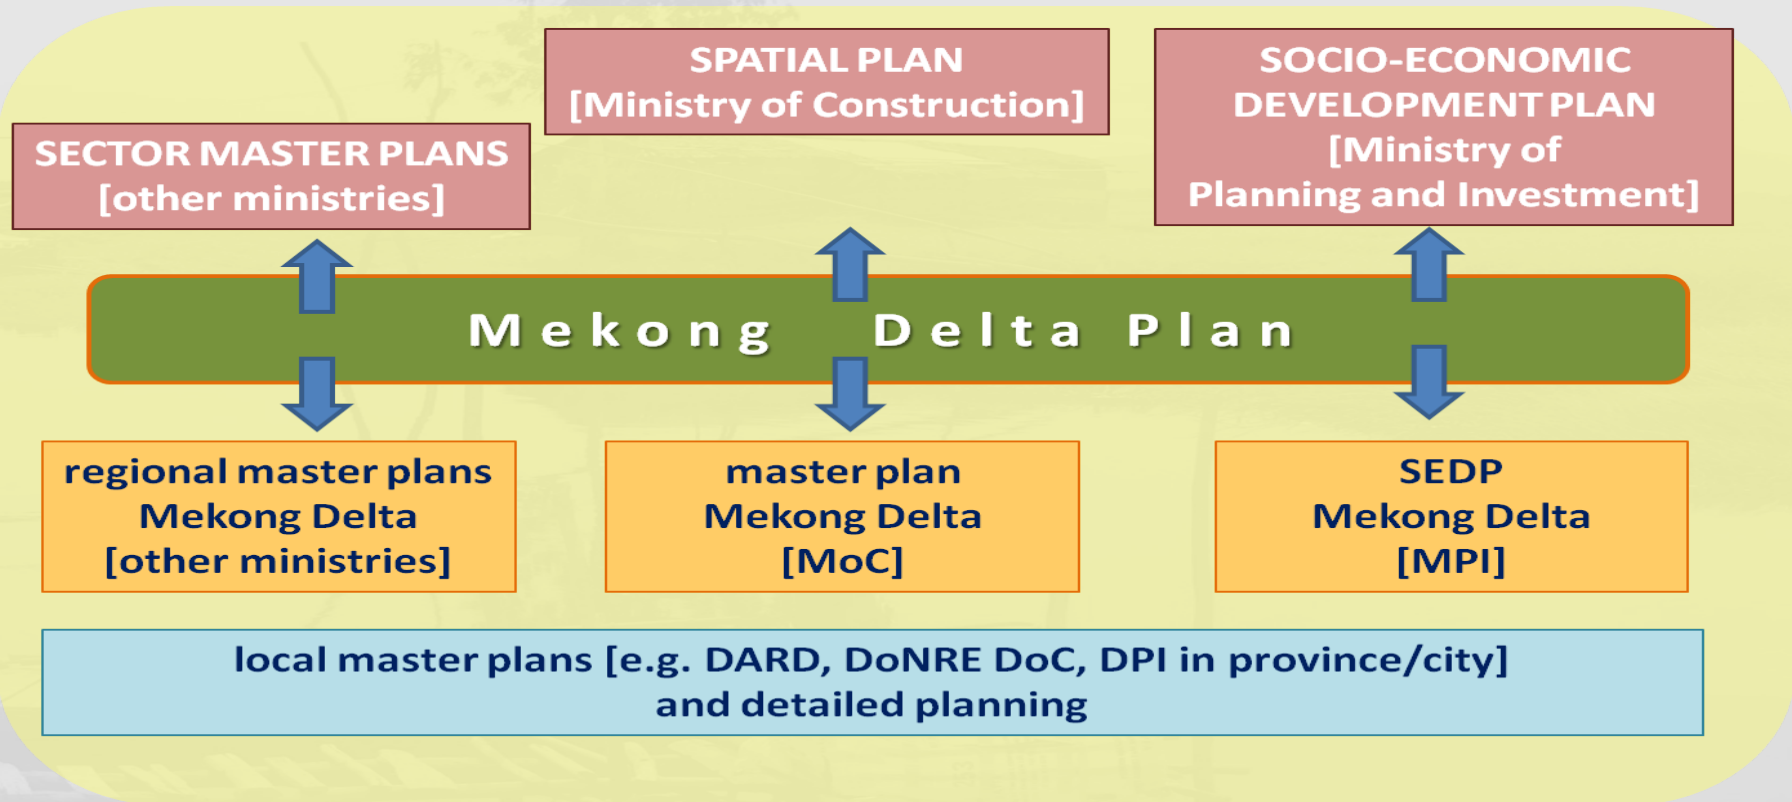 SPATIAL PLAN
[Ministry of Construction]
SOCIO-ECONOMIC
DEVELOPMENT PLAN
[Ministry of
Planning and Investment]
SECTOR MASTER PLANS
[other ministries]
Mekong Delta Plan
regional master plans
Mekong Delta
[other ministries]
master plan
Mekong Delta
[MoC]
SEDP
Mekong Delta
[MPI]
local master plans [e.g. DARD, DoNRE DoC, DPI in province/city]
and detailed planning